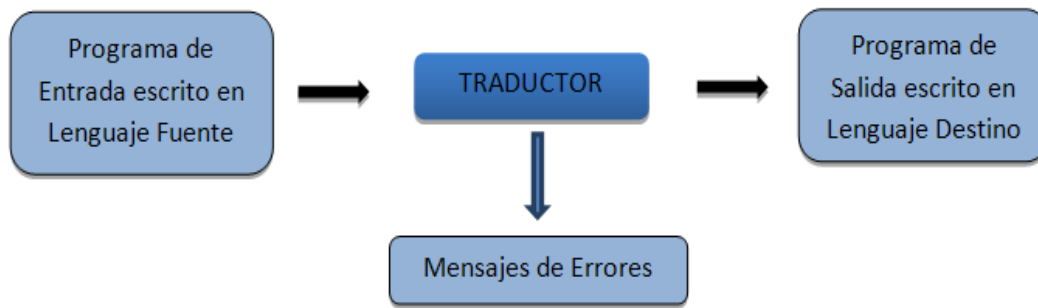 Programa de
Entrada escrito en
Lenguaje Fuente
TRADUCTOR
Programa de
Salida escrito en
Lenguaje Destino
Mensajes de Errores